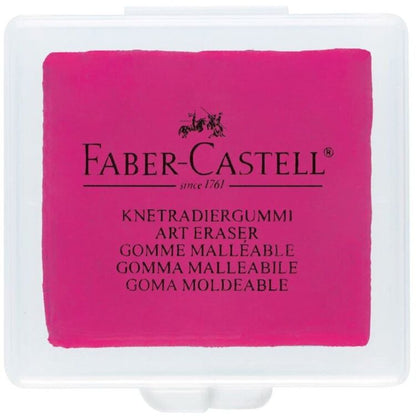 FABER-CASTELL®
since 1761
KNETRADIERGUMMI
ART ERASER
GOMME MALLÉABLE
GOMMA MALLEABILE
GOMA MOLDEABLE